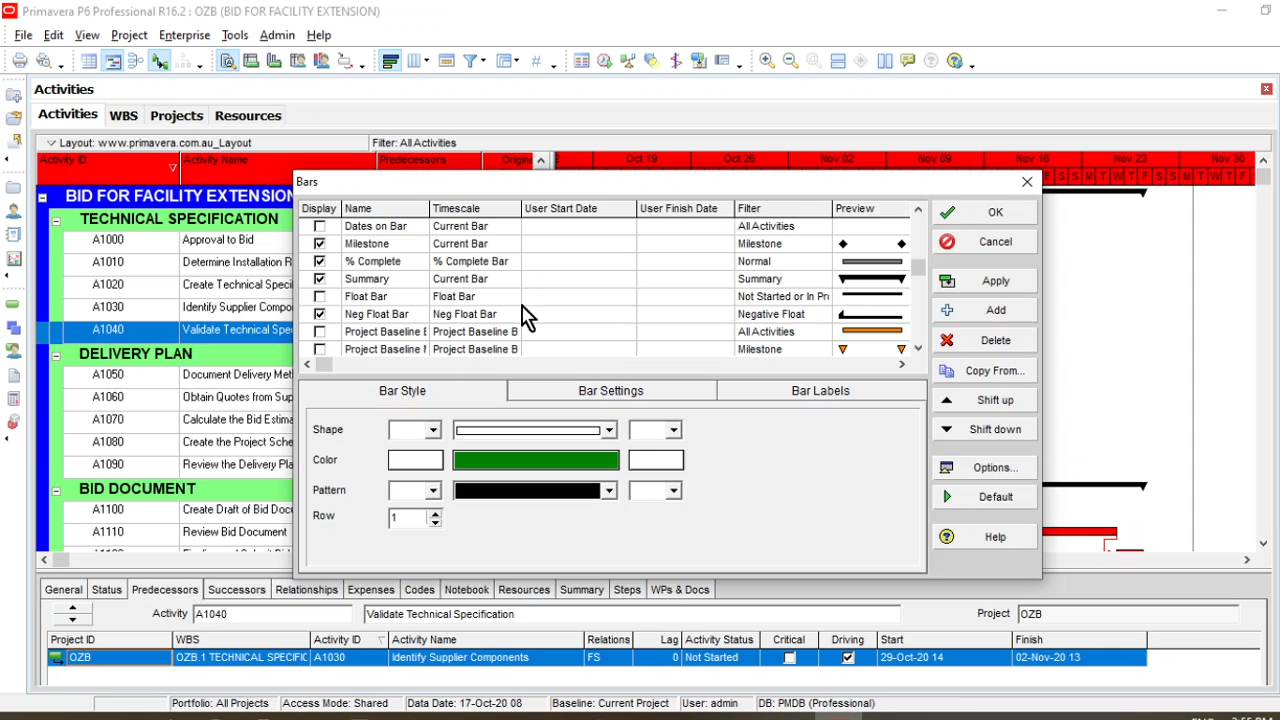 Primavera P6 Professional R16.2 : OZB (BID FOR FACILITY EXTENSION)
File Edit View Project Enterprise Tools Admin Help
Activities
Activities WBS Projects Resources
Layout: www.primavera.com.au_Layout Filter: All Activities
Activity ID Activity Name Predecessors Origin Oct 19 Oct 26 Nov 02 Nov 09 Nov 16 Nov 23 Nov 30
Bars
BID FOR FACILITY EXTENSION
TECHNICAL SPECIFICATION
A1000 Approval to Bid
A1010 Determine Installation R
A1020 Create Technical Speci
A1030 Identify Supplier Compo
A1040 Validate Technical Spe
DELIVERY PLAN
A1050 Document Delivery Meth
A1060 Obtain Quotes from Sup
A1070 Calculate the Bid Estima
A1080 Create the Project Sche
A1090 Review the Delivery Pla
BID DOCUMENT
A1100 Create Draft of Bid Doc
A1110 Review Bid Document
Display Name Timescale User Start Date User Finish Date Filter Preview
Dates on Bar Current Bar All Activities
Milestone Current Bar Milestone
% Complete % Complete Bar Normal
Summary Current Bar Summary
Float Bar Float Bar Not Started or In Pr
Neg Float Bar Neg Float Bar Negative Float
Project Baseline Project Baseline B All Activities
Project Baseline Project Baseline B Milestone
OK
Cancel
Apply
Add
Delete
Copy From...
Shift up
Shift down
Options...
Default
Help
Bar Style Bar Settings Bar Labels
Shape
Color
Pattern
Row 1
General Status Predecessors Successors Relationships Expenses Codes Notebook Resources Summary Steps WPs & Docs
Activity A1040 Validate Technical Specification Project OZB
Project ID WBS Activity ID Activity Name Relations Lag Activity Status Critical Driving Start Finish
OZB OZB.1 TECHNICAL SPECIFIC A1030 Identify Supplier Components FS 0 Not Started 29-Oct-20 14 02-Nov-20 13
Portfolio: All Projects Access Mode: Shared Data Date: 17-Oct-20 08 Baseline: Current Project User: admin DB: PMDB (Professional)